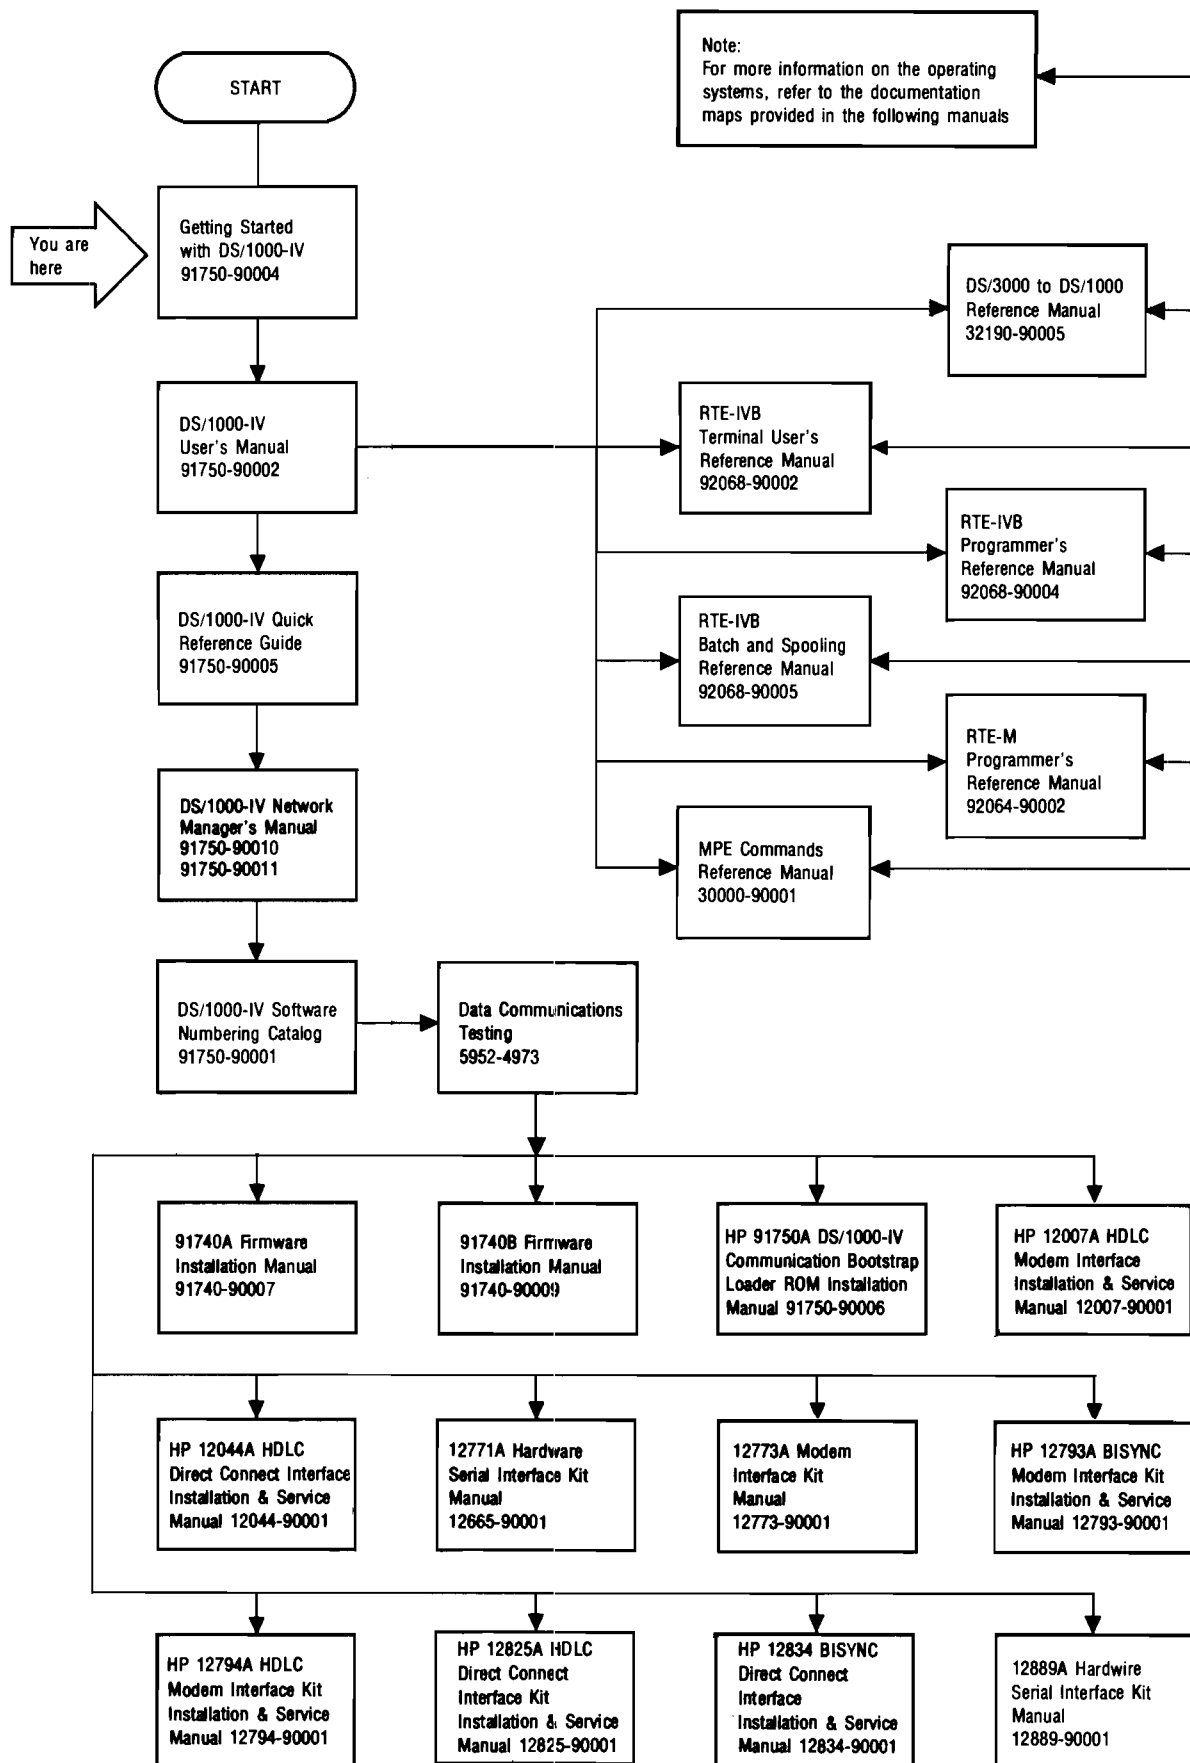 START
Note:
For more information on the operating
systems, refer to the documentation
maps provided in the following manuals
You are
here
Getting Started
with DS/1000-IV
91750-90004
DS/3000 to DS/1000
Reference Manual
32190-90005
DS/1000-IV
User's Manual
91750-90002
RTE-IVB
Terminal User's
Reference Manual
92068-90002
RTE-IVB
Programmer's
Reference Manual
92068-90004
DS/1000-IV Quick
Reference Guide
91750-90005
RTE-IVB
Batch and Spooling
Reference Manual
92068-90005
RTE-M
Programmer's
Reference Manual
92064-90002
DS/1000-IV Network
Manager's Manual
91750-90010
91750-90011
MPE Commands
Reference Manual
30000-90001
DS/1000-IV Software
Numbering Catalog
91750-90001
Data Communications
Testing
5952-4973
91740A Firmware
Installation Manual
91740-90007
91740B Firmware
Installation Manual
91740-90009
HP 91750A DS/1000-IV
Communication Bootstrap
Loader ROM Installation
Manual 91750-90006
HP 12007A HDLC
Modem Interface
Installation & Service
Manual 12007-90001
HP 12044A HDLC
Direct Connect Interface
Installation & Service
Manual 12044-90001
12771A Hardware
Serial Interface Kit
Manual
12665-90001
12773A Modem
Interface Kit
Manual
12773-90001
HP 12793A BISYNC
Modem Interface Kit
Installation & Service
Manual 12793-90001
HP 12794A HDLC
Modem Interface Kit
Installation & Service
Manual 12794-90001
HP 12825A HDLC
Direct Connect
Interface Kit
Installation & Service
Manual 12825-90001
HP 12834 BISYNC
Direct Connect
Interface
Installation & Service
Manual 12834-90001
12889A Hardwire
Serial Interface Kit
Manual
12889-90001